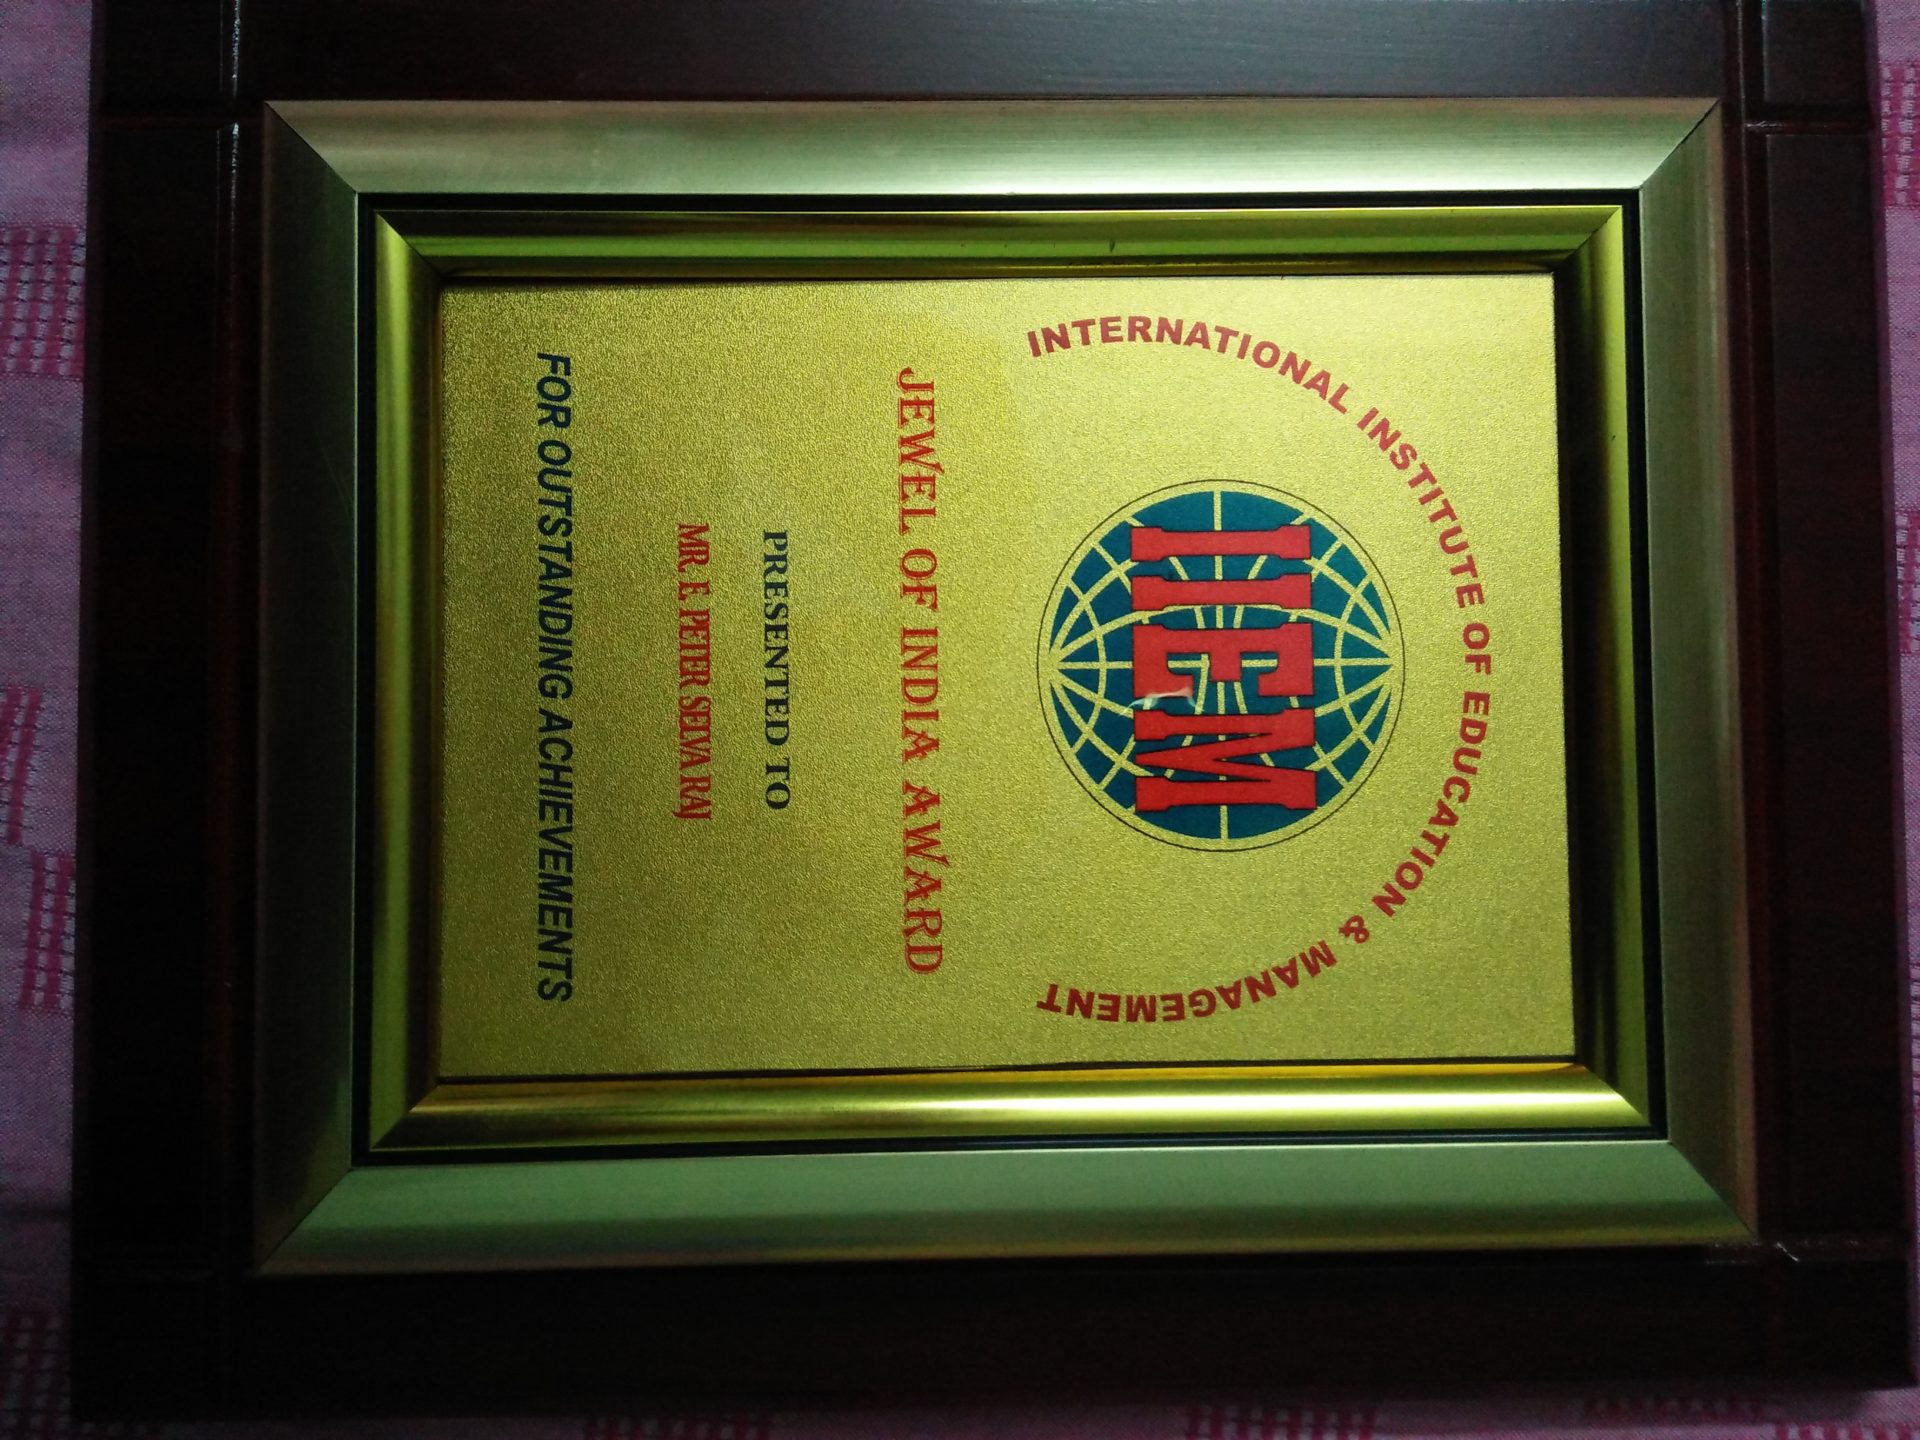 INTERNATIONAL INSTITUTE OF EDUCATION & MANAGEMENT
IIEM
JEWEL OF INDIA AWARD
PRESENTED TO
MR. E PETER SELVA RAJ
FOR OUTSTANDING ACHIEVEMENTS